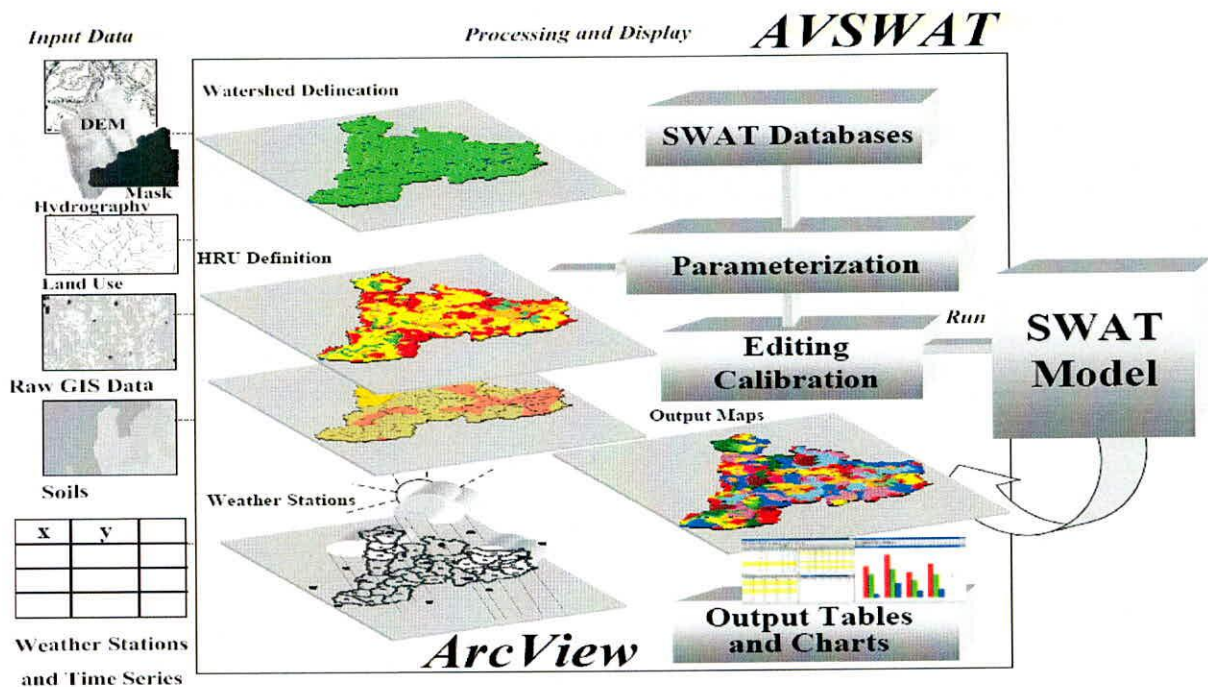 Input Data
Processing and Display
AVSWAT
DEM
Mask
Hydrography
Land Use
Raw GIS Data
Soils
x y
Weather Stations
and Time Series
Watershed Delineation
HRU Definition
Weather Stations
ArcView
SWAT Databases
Parameterization
Editing
Calibration
Run
SWAT
Model
Output Maps
Output Tables
and Charts